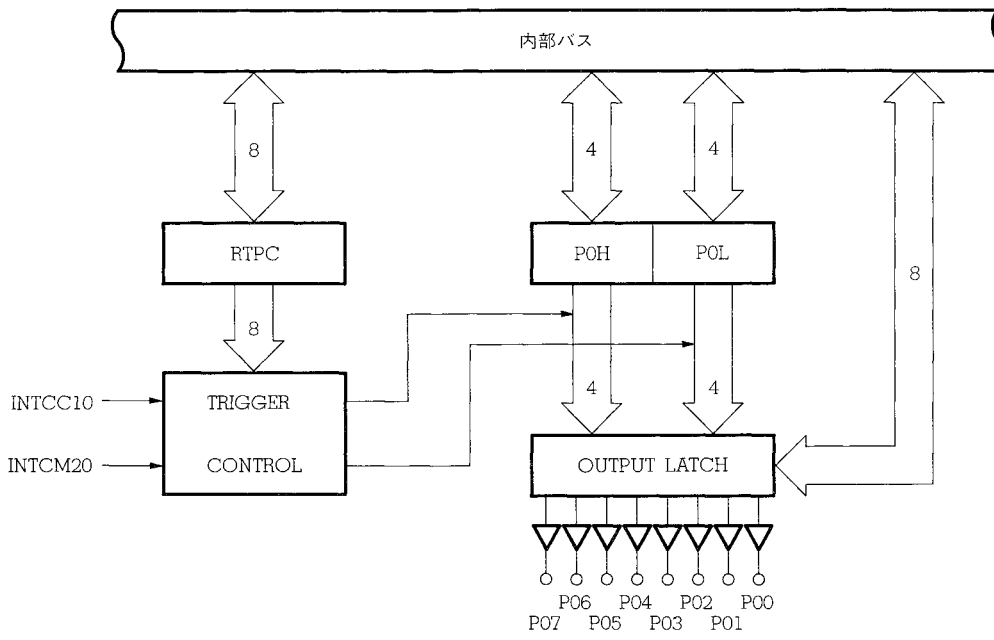 内部バス
8
4
4
RTPC
P0H
P0L
8
8
4
4
INTCC10
TRIGGER
INTCM20
CONTROL
OUTPUT LATCH
P06
P04
P02
P00
P07
P05
P03
P01